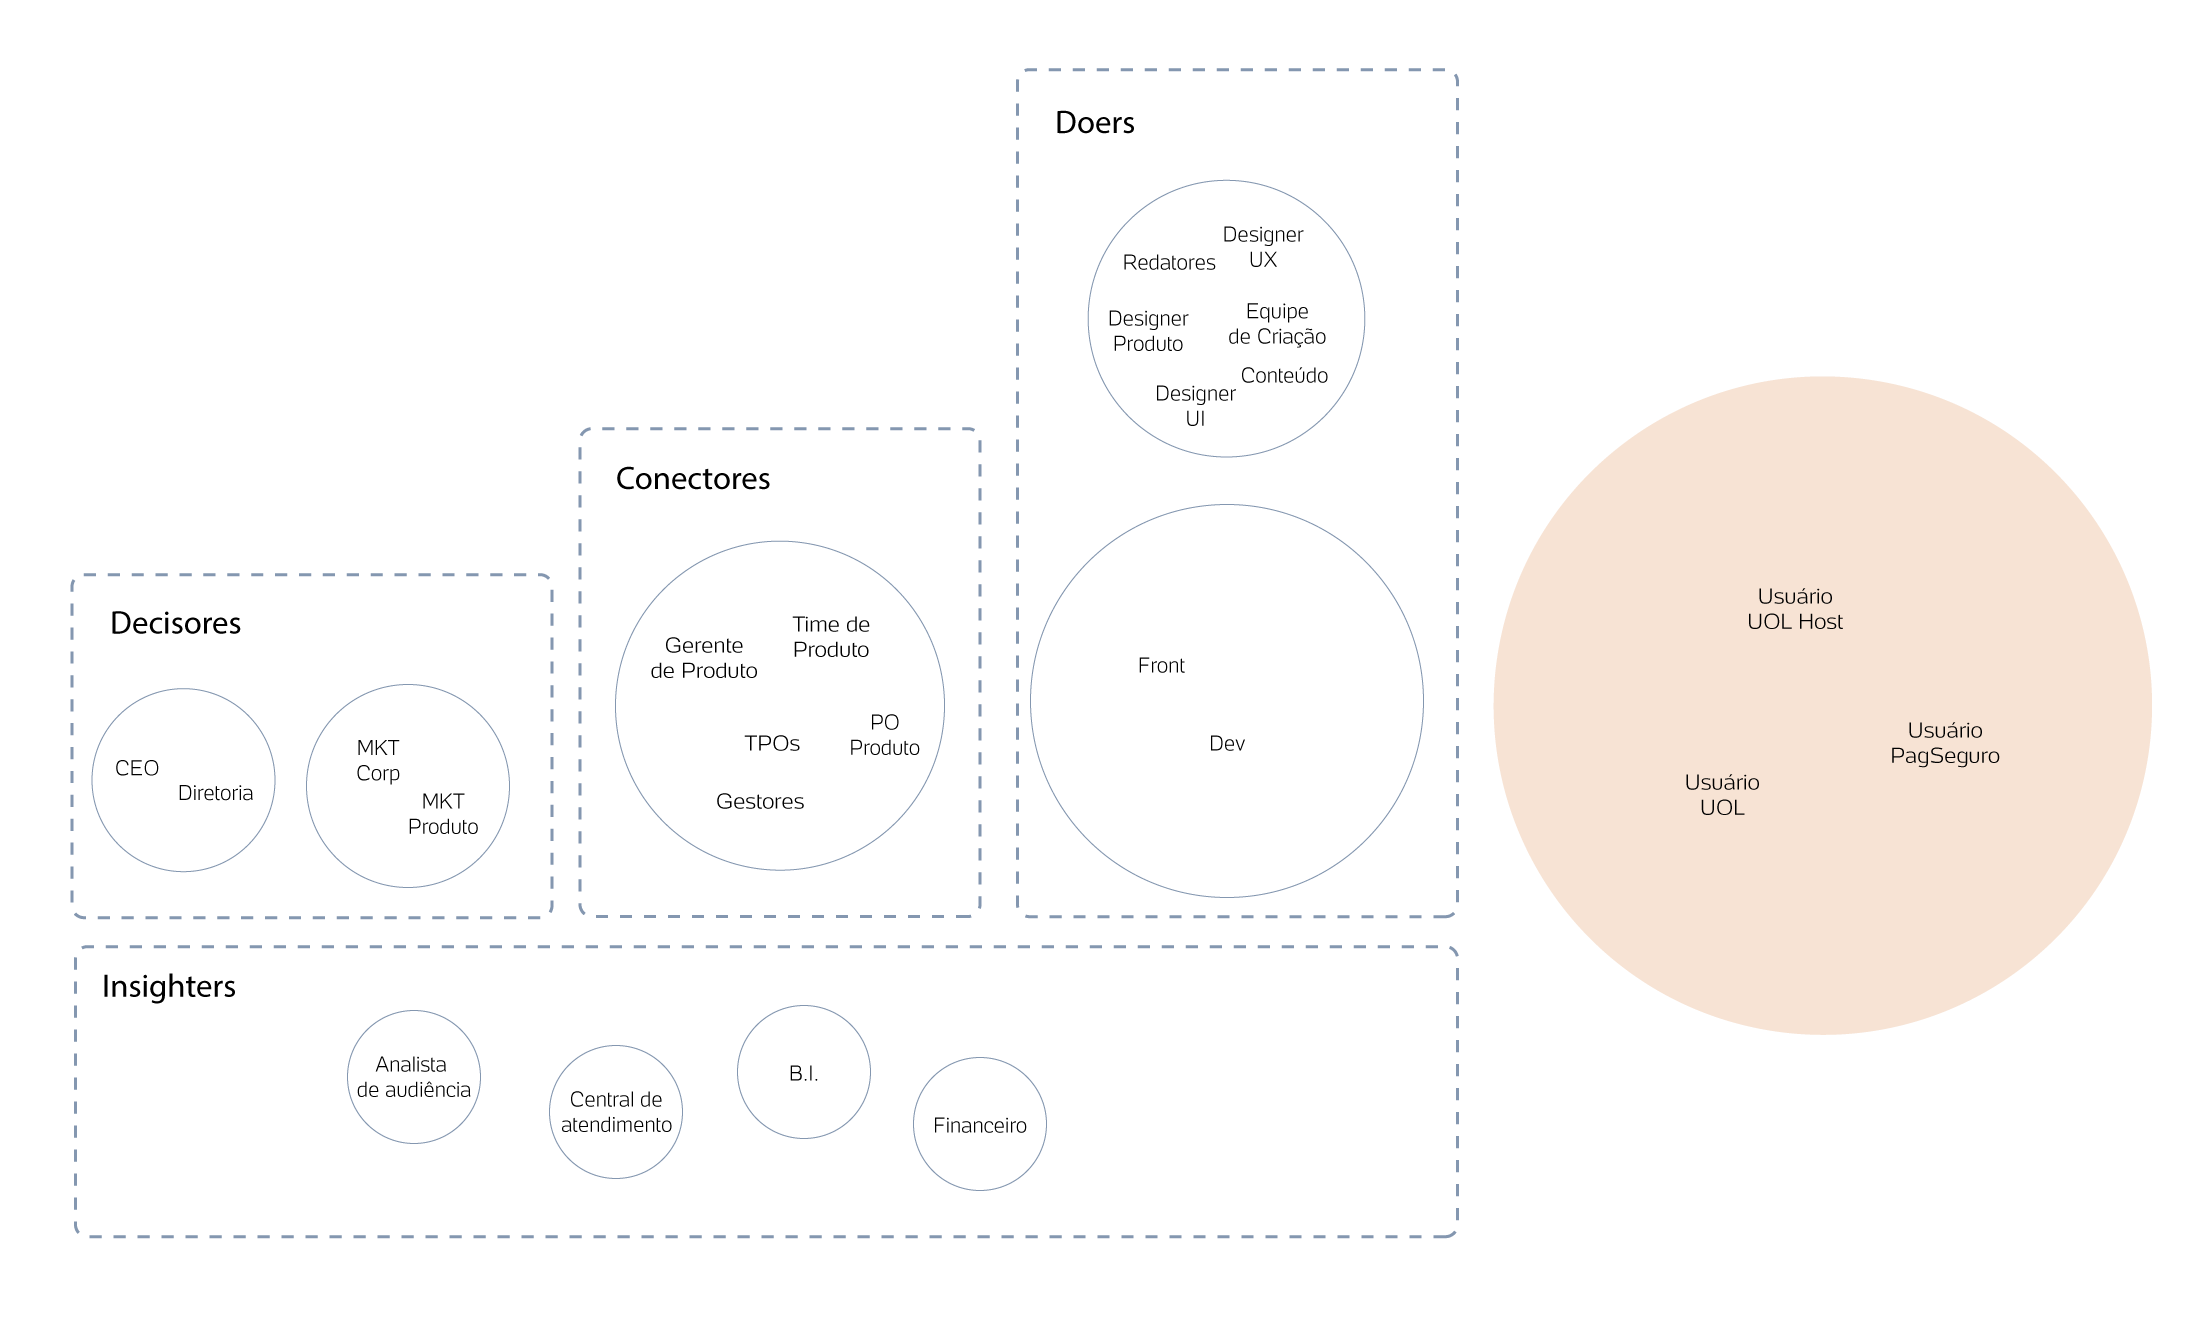 Doers
Designer
UX
Redatores
Equipe
de Criação
Designer
Produto
Conteúdo
Designer
UI
Front
Dev
Conectores
Time de
Produto
Gerente
de Produto
PO
Produto
TPOs
Gestores
Decisores
CEO
Diretoria
MKT
Corp
MKT
Produto
Usuário
UOL Host
Usuário
PagSeguro
Usuário
UOL
Insighters
Analista
de audiência
Central de
atendimento
B.I.
Financeiro